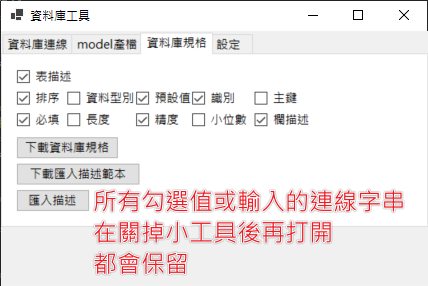 資料庫工具
資料庫連線 model產檔 資料庫規格 設定
表描述
排序 資料型別 預設值 識別 主鍵
必填 長度 精度 小位數 欄描述
下載資料庫規格
下載匯入描述範本
匯入描述
所有勾選值或輸入的連線字串
在關掉小工具後再打開
都會保留